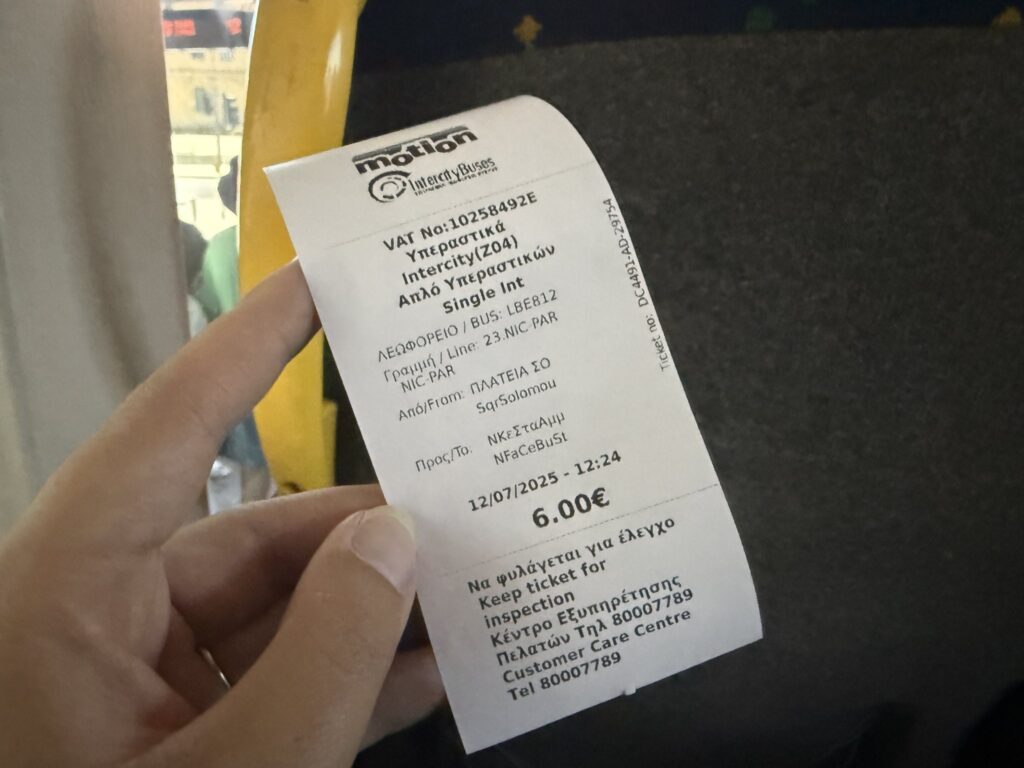 motion
IntercityBuses
VAT No:10258492E
Υπεραστικά
Intercity(Z04)
Απλό Υπεραστικών
Single Int
ΛΕΩΦΟΡΕΙΟ / BUS: LBE812
Γραμμή / Line: 23.NIC-PAR
NIC-PAR
Από/From: ΠΛΑΤΕΙΑ ΣΟ
SqrSolomou
Προς/To: ΝΚεΣταΑμμ
NFaCeBuSt
12/07/2025 - 12:24
6.00€
Να φυλάγεται για έλεγχο
Keep ticket for
inspection
Κέντρο Εξυπηρέτησης
Πελατών Τηλ 80007789
Customer Care Centre
Tel 80007789
Ticket no: DC4491-AO-29754